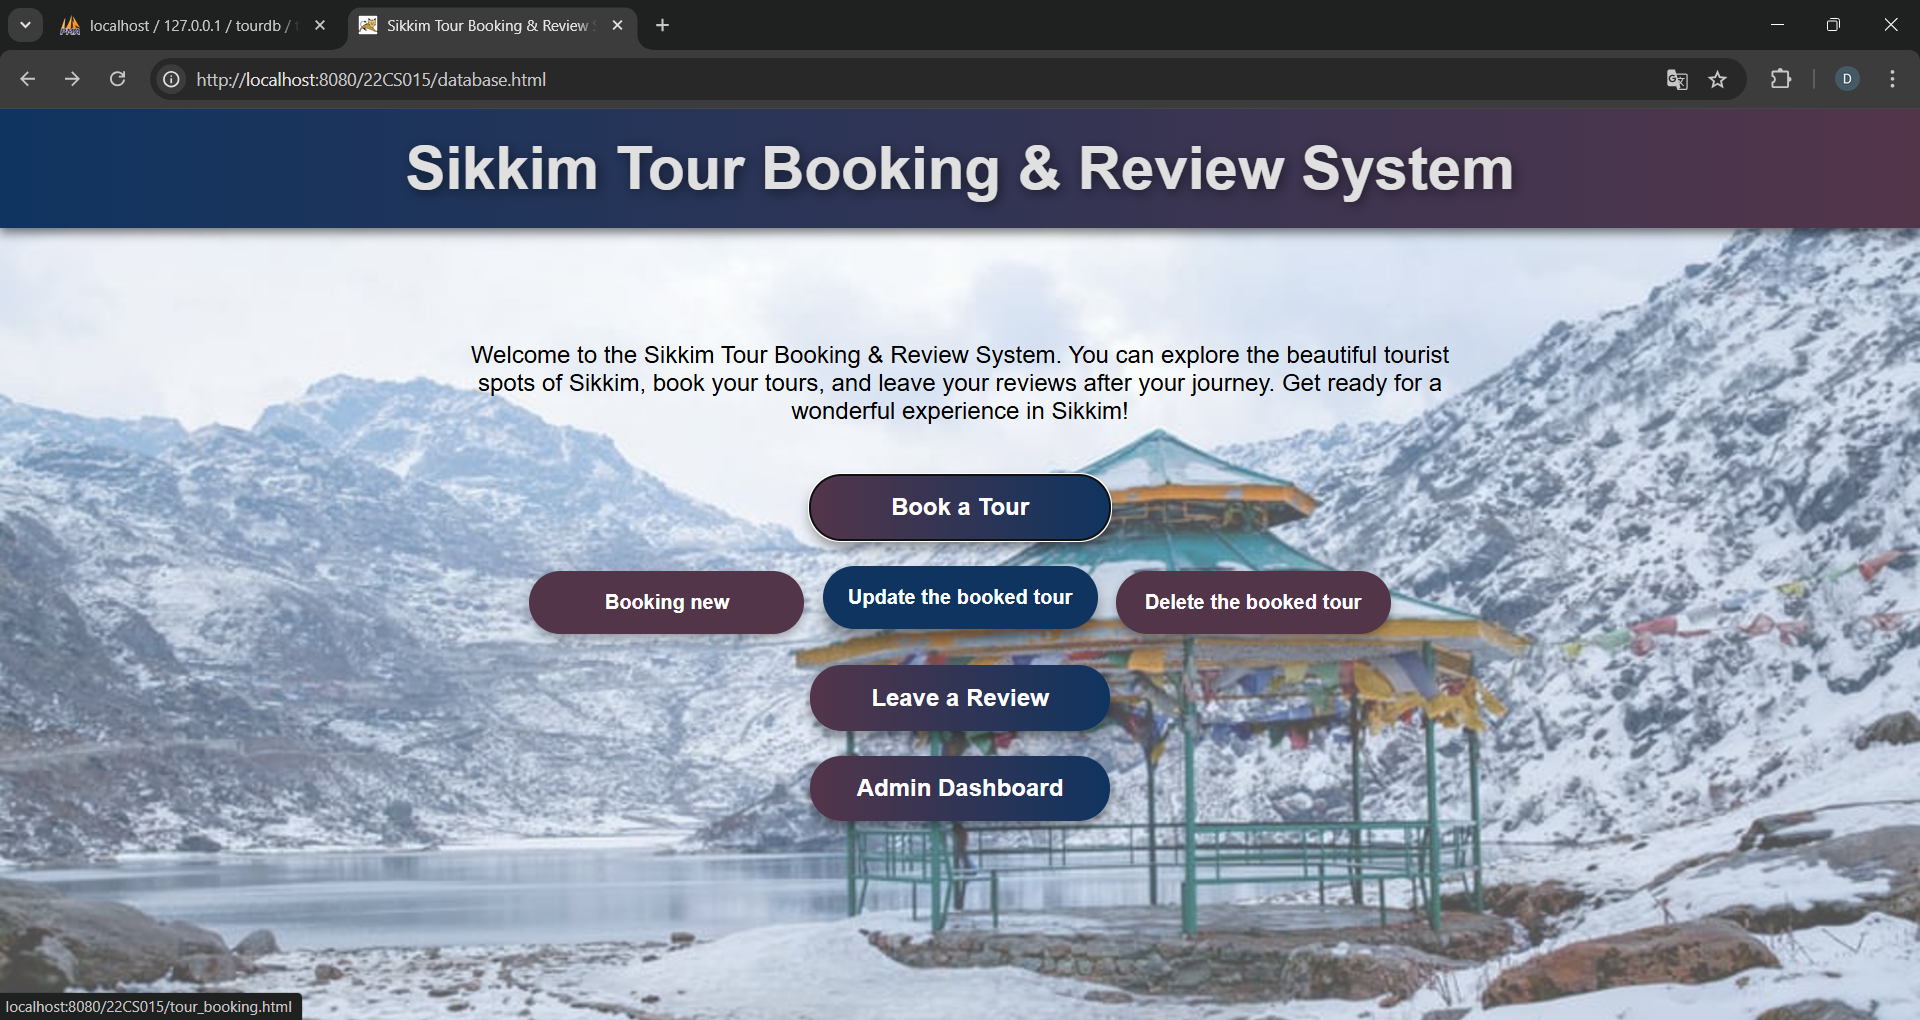 localhost / 127.0.0.1 / tourdb /
Sikkim Tour Booking & Review
http://localhost:8080/22CS015/database.html
D
Sikkim Tour Booking & Review System
Welcome to the Sikkim Tour Booking & Review System. You can explore the beautiful tourist
spots of Sikkim, book your tours, and leave your reviews after your journey. Get ready for a
wonderful experience in Sikkim!
Book a Tour
Booking new
Update the booked tour
Delete the booked tour
Leave a Review
Admin Dashboard
localhost:8080/22CS015/tour_booking.html